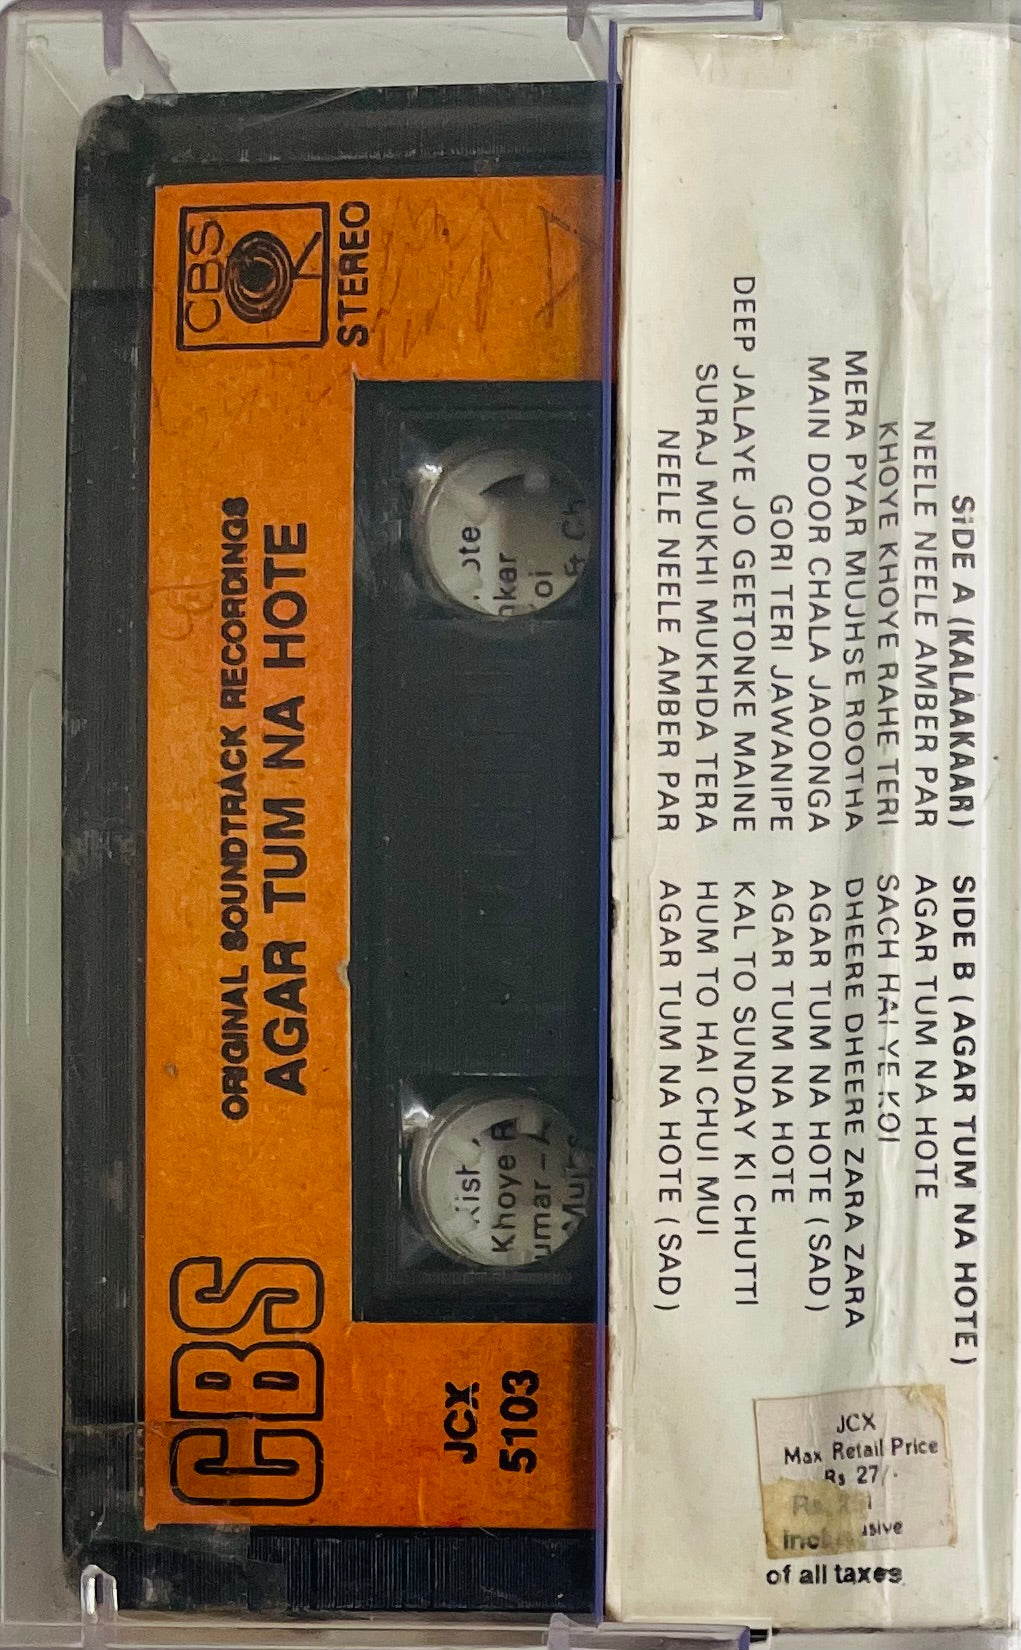 CBS
STEREO
ORIGINAL SOUNDTRACK RECORDINGS
AGAR TUM NA HOTE
CBS
JCX
5103
Khoye
SIDE A (KALAAKAAR)
NEELE NEELE AMBER PAR
KHOYE KHOYE RAHE TERI
MERA PYAR MUJHSE ROOTHA
MAIN DOOR CHALA JAOONGA
GORI TERI JAWANIPE
DEEP JALAYE JO GEETONKE MAINE
SURAJ MUKHI MUKHDA TERA
NEELE NEELE AMBER PAR
SIDE B (AGAR TUM NA HOTE)
AGAR TUM NA HOTE
SACH HAI YE KOI
DHEERE DHEERE ZARA ZARA
AGAR TUM NA HOTE (SAD)
AGAR TUM NA HOTE
KAL TO SUNDAY KI CHUTTI
HUM TO HAI CHUI MUI
AGAR TUM NA HOTE (SAD)
JCX
Max Retail Price
Rs 27/-
of all taxes